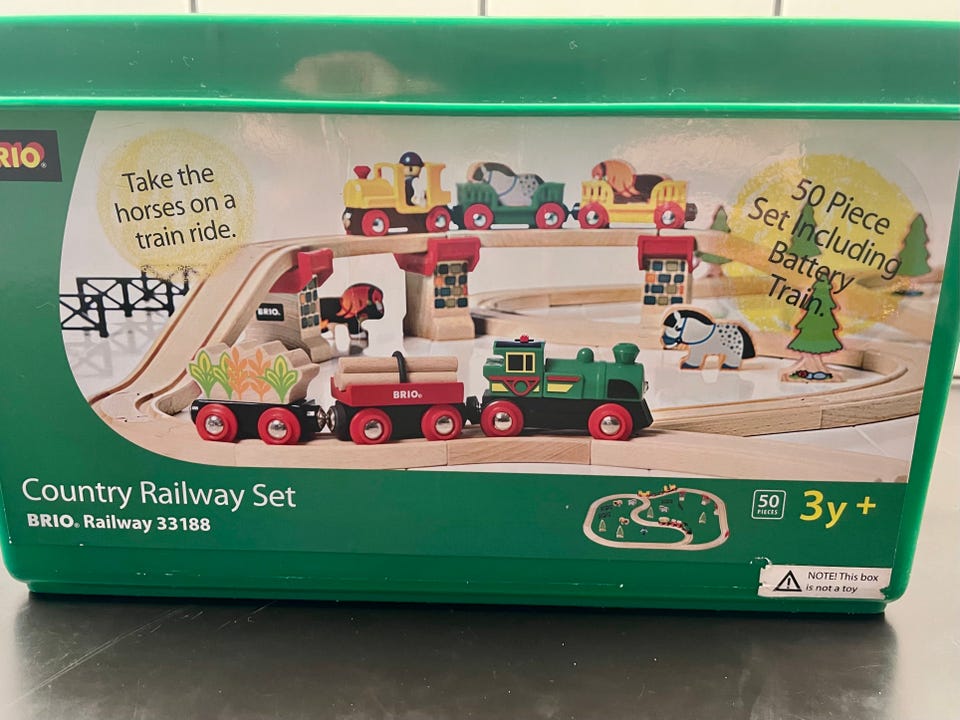 RIO®
Take the
horses on a
train ride.
50 Piece
Set Including
Battery
Train.
BRIO.
BRIO®
Country Railway Set
BRIO® Railway 33188
50
PIECES
3y +
NOTE! This box
is not a toy